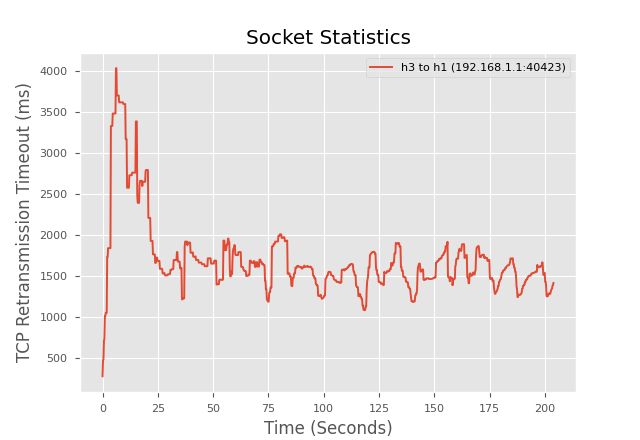 Socket Statistics
h3 to h1 (192.168.1.1:40423)
TCP Retransmission Timeout (ms)
4000
3500
3000
2500
2000
1500
1000
500
0 25 50 75 100 125 150 175 200
Time (Seconds)